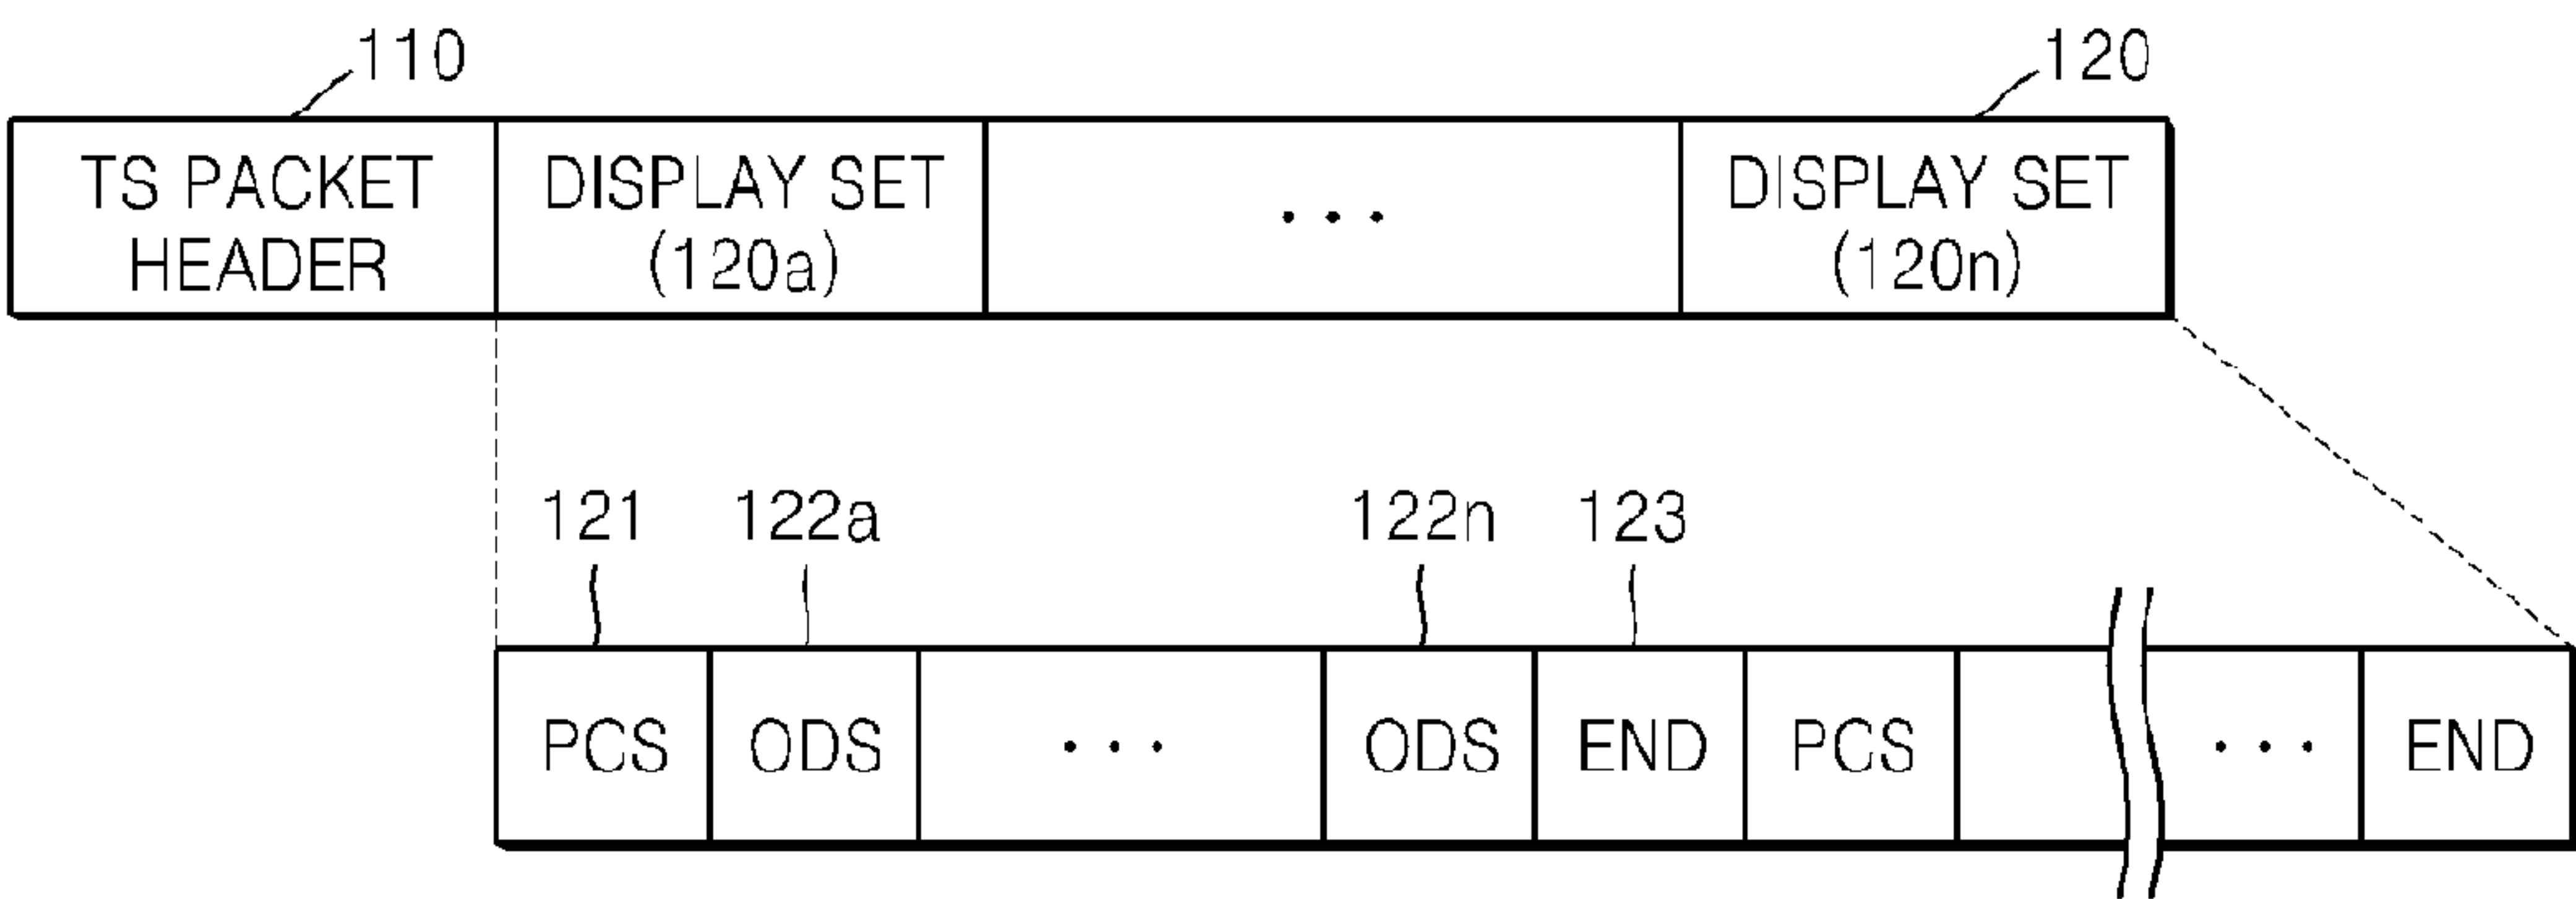 110
120
TS PACKET
HEADER
DISPLAY SET
(120a)
...
DISPLAY SET
(120n)
121
122a
122n
123
PCS
ODS
...
ODS
END
PCS
...
END